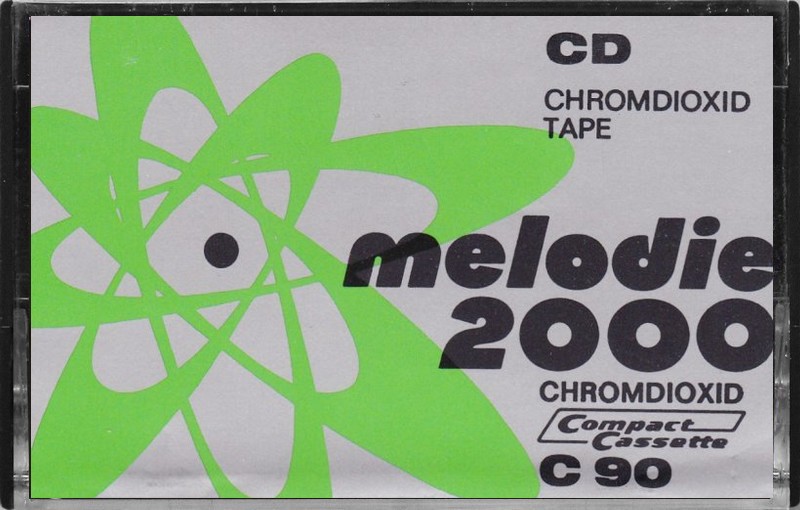 CD
CHROMDIOXID
TAPE
melodie
2000
CHROMDIOXID
Compact
Cassette
C 90